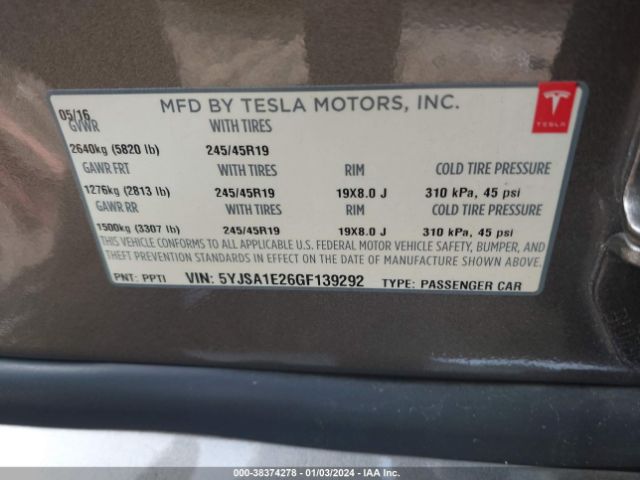 MFD BY TESLA MOTORS, INC.
TESLA
05/16
GVWR WITH TIRES
2640kg (5820 lb) 245/45R19
GAWR FRT WITH TIRES RIM COLD TIRE PRESSURE
1276kg (2813 lb) 245/45R19 19X8.0 J 310 kPa, 45 psi
GAWR RR WITH TIRES RIM COLD TIRE PRESSURE
1500kg (3307 lb) 245/45R19 19X8.0 J 310 kPa, 45 psi
THIS VEHICLE CONFORMS TO ALL APPLICABLE U.S. FEDERAL MOTOR VEHICLE SAFETY, BUMPER, AND
THEFT PREVENTION STANDARDS IN EFFECT ON THE DATE OF MANUFACTURE SHOWN ABOVE.
PNT: PPTI VIN: 5YJSA1E26GF139292 TYPE: PASSENGER CAR
000-38374278 - 01/03/2024 - IAAI.COM